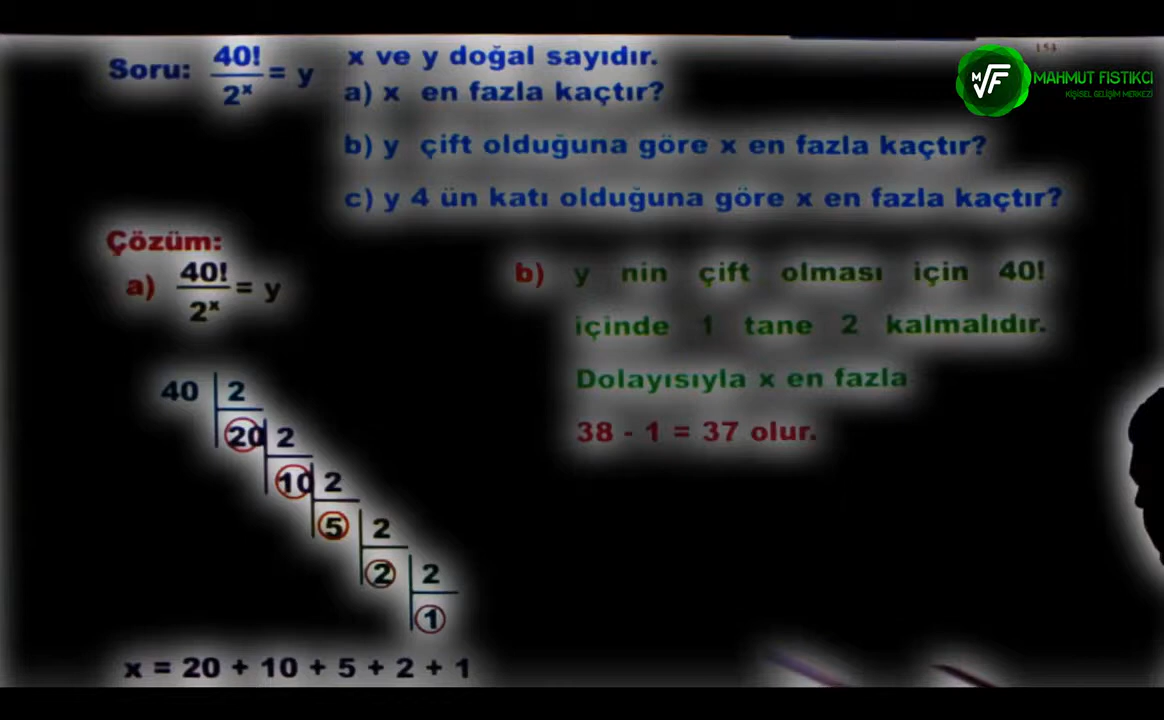 154
MAHMUT FISTIKCI
KİŞİSEL GELİŞİM MERKEZİ
M√F
Soru: 40!/2ˣ = y x ve y doğal sayıdır.
a) x en fazla kaçtır?
b) y çift olduğuna göre x en fazla kaçtır?
c) y 4 ün katı olduğuna göre x en fazla kaçtır?
Çözüm:
a) 40!/2ˣ = y
40 2
20 2
10 2
5 2
2 2
1
x = 20 + 10 + 5 + 2 + 1
b) y nin çift olması için 40!
içinde 1 tane 2 kalmalıdır.
Dolayısıyla x en fazla
38 - 1 = 37 olur.